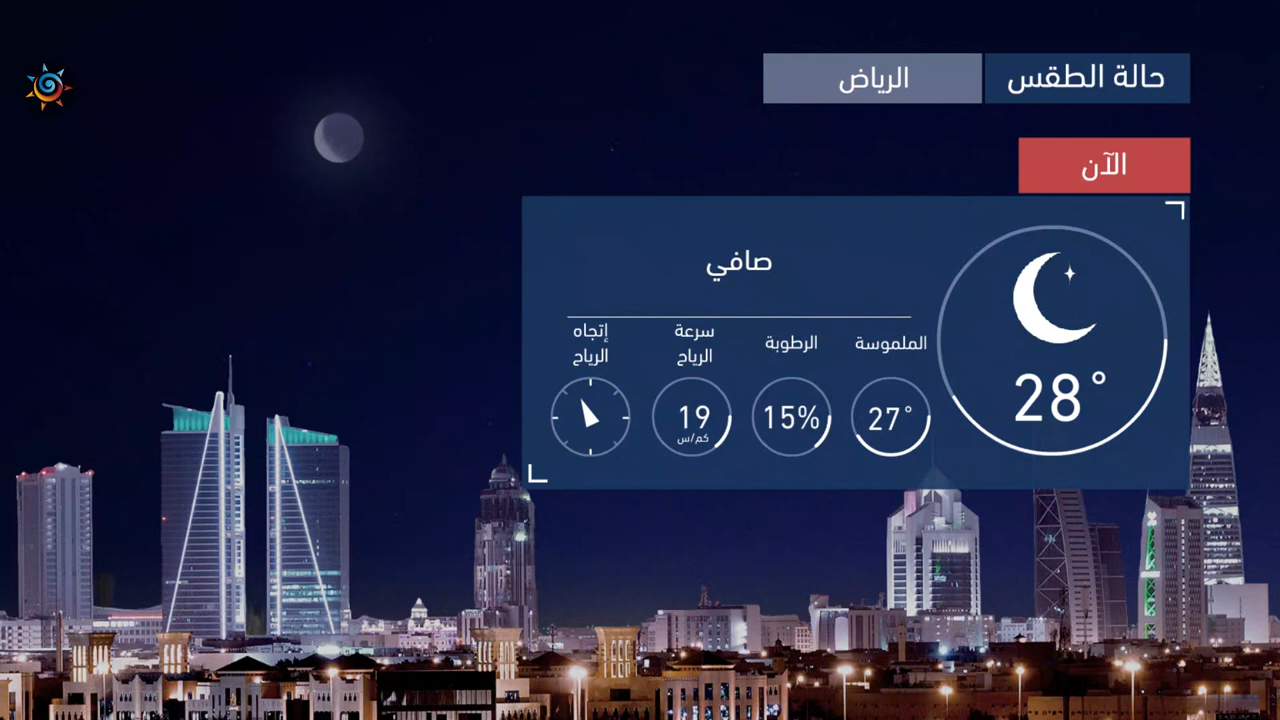 حالة الطقس
الرياض
الآن
صافي
28°
الملموسة
27°
الرطوبة
15%
سرعة
الرياح
19
كم/س
إتجاه
الرياح